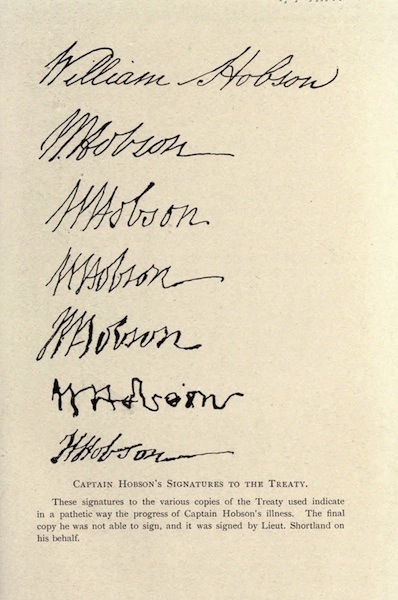 William Hobson
W. Hobson
W Hobson
W Hobson
W Hobson
W Hobson
W Hobson
CAPTAIN HOBSON'S SIGNATURES TO THE TREATY.
These signatures to the various copies of the Treaty used indicate
in a pathetic way the progress of Captain Hobson's illness. The final
copy he was not able to sign, and it was signed by Lieut. Shortland on
his behalf.